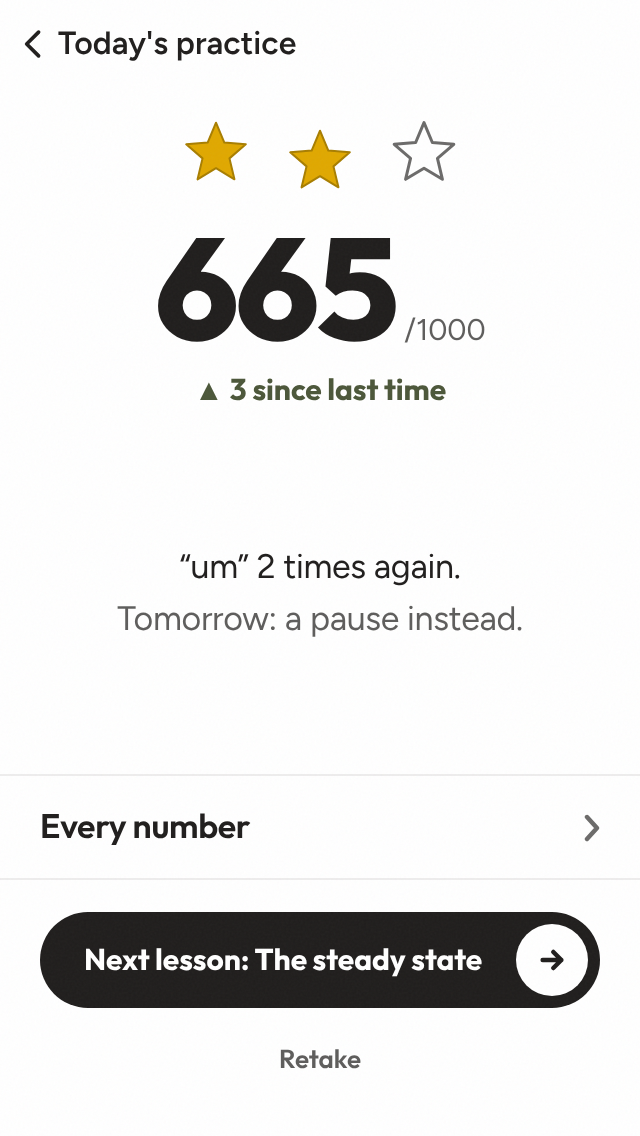 Today's practice
665/1000
▲ 3 since last time
“um” 2 times again.
Tomorrow: a pause instead.
Every number
Next lesson: The steady state
Retake